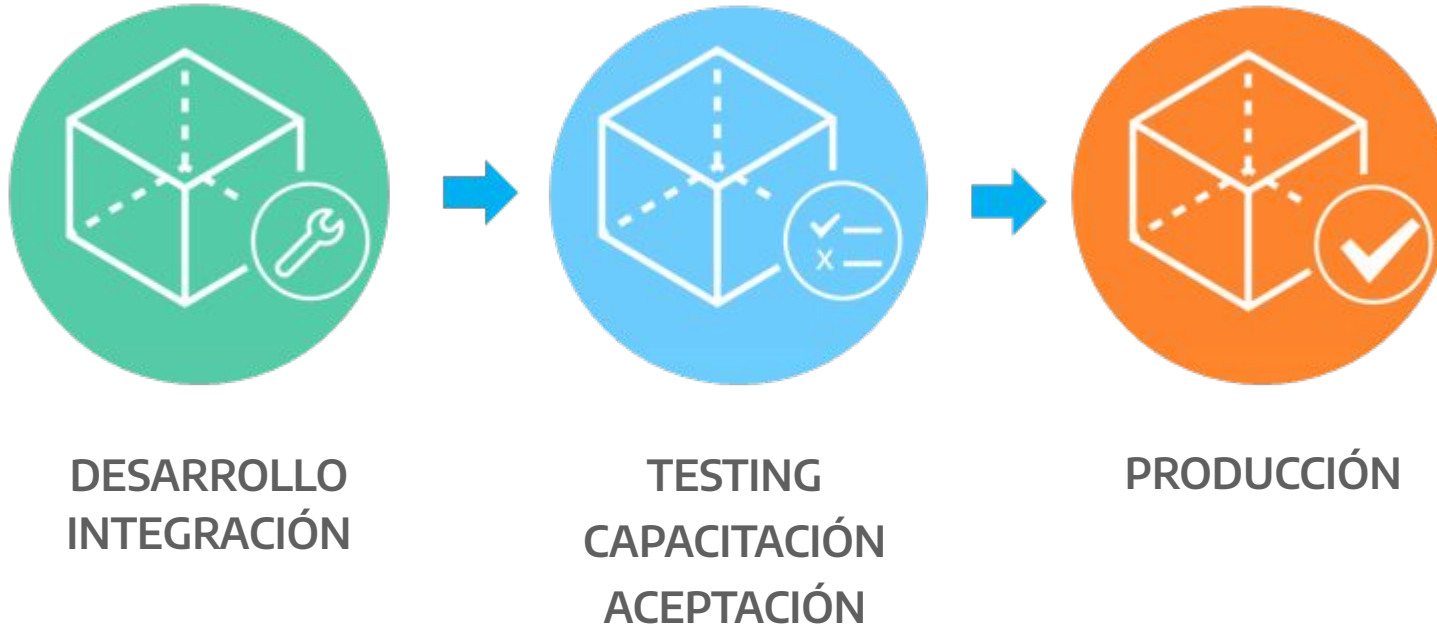 DESARROLLO
INTEGRACIÓN
TESTING
CAPACITACIÓN
ACEPTACIÓN
PRODUCCIÓN